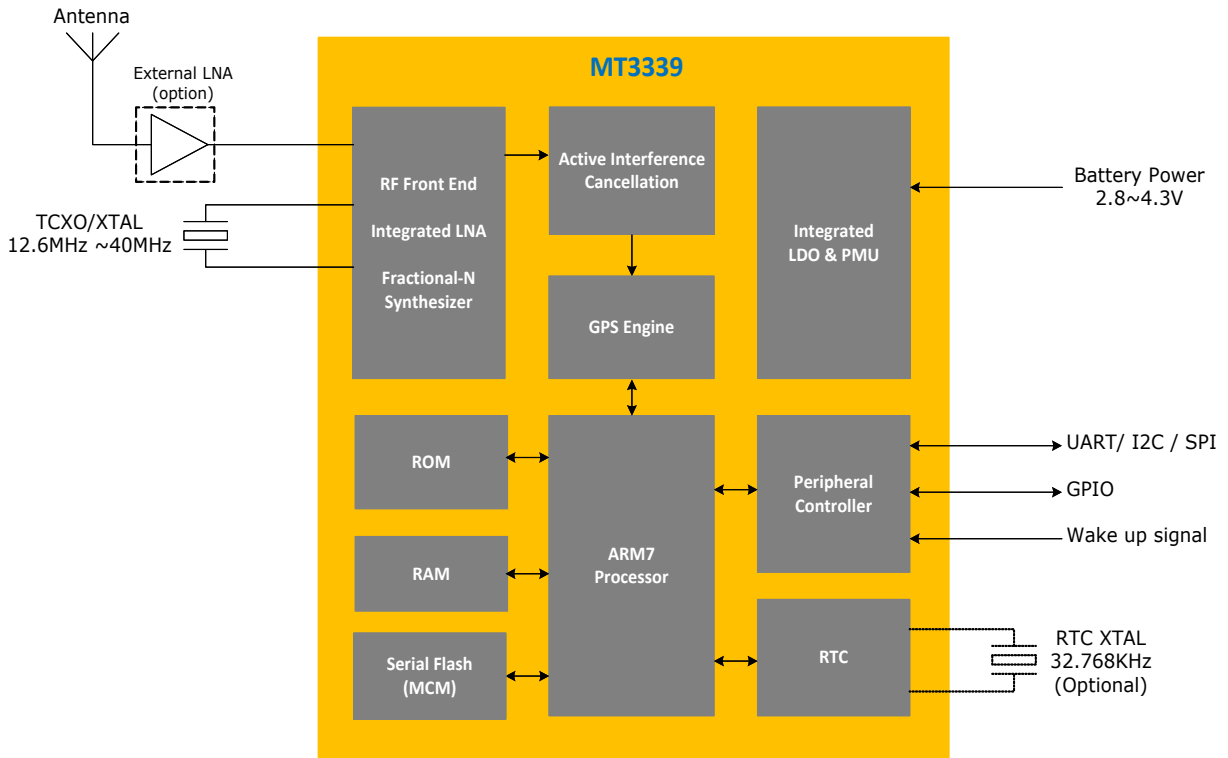 Antenna
External LNA
(option)
MT3339
RF Front End
Integrated LNA
Fractional-N
Synthesizer
Active Interference
Cancellation
Integrated
LDO & PMU
Battery Power
2.8~4.3V
TCXO/XTAL
12.6MHz ~40MHz
GPS Engine
ROM
RAM
Serial Flash
(MCM)
ARM7
Processor
Peripheral
Controller
UART/ I2C / SPI
GPIO
Wake up signal
RTC
RTC XTAL
32.768KHz
(Optional)